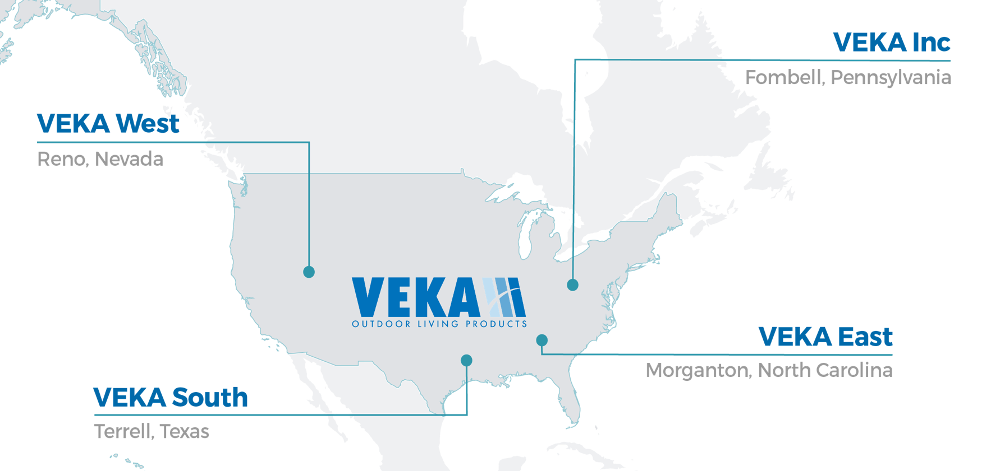 VEKA Inc
Fombell, Pennsylvania
VEKA West
Reno, Nevada
VEKA
OUTDOOR LIVING PRODUCTS
VEKA East
Morganton, North Carolina
VEKA South
Terrell, Texas